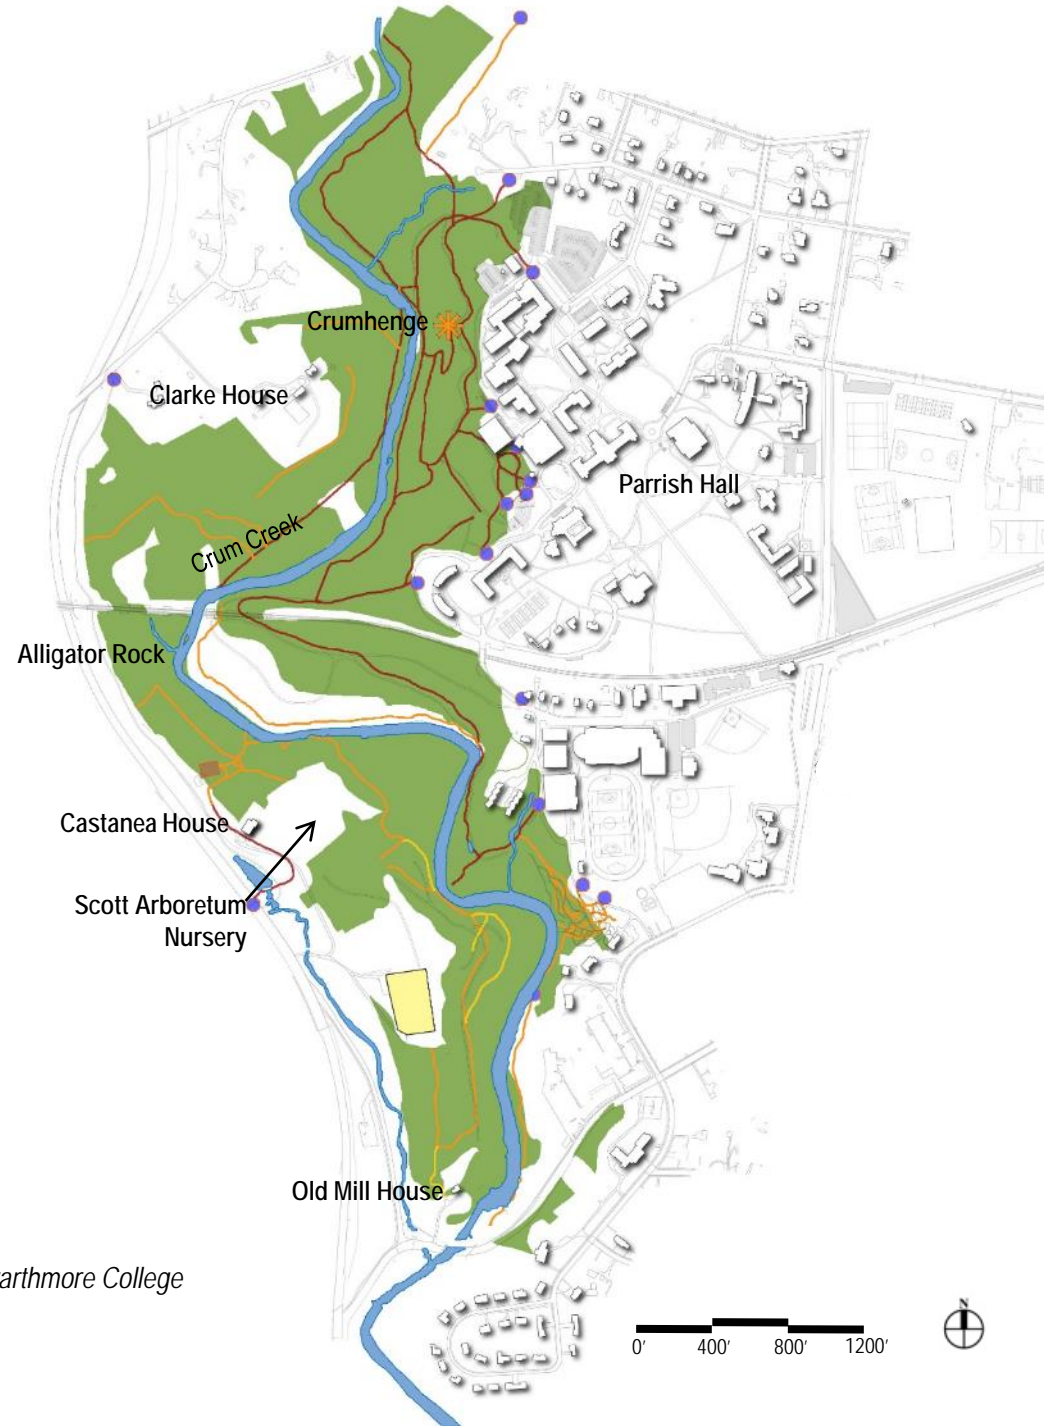 Crumhenge
Clarke House
Parrish Hall
Crum Creek
Alligator Rock
Castanea House
Scott Arboretum
Nursery
Old Mill House
arthmore College
N
0' 400' 800' 1200'